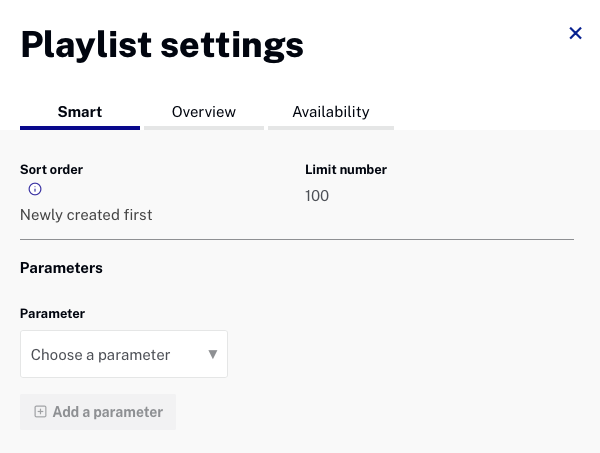 Playlist settings
Smart
Overview
Availability
Sort order
Newly created first
Limit number
100
Parameters
Parameter
Choose a parameter
Add a parameter